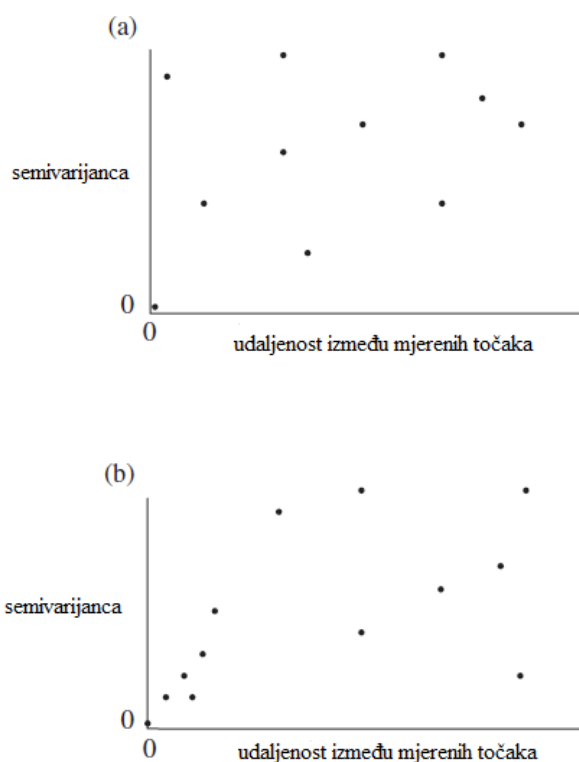 (a)
semivarijanca
0
0
udaljenost između mjerenih točaka
(b)
semivarijanca
0
0
udaljenost između mjerenih točaka